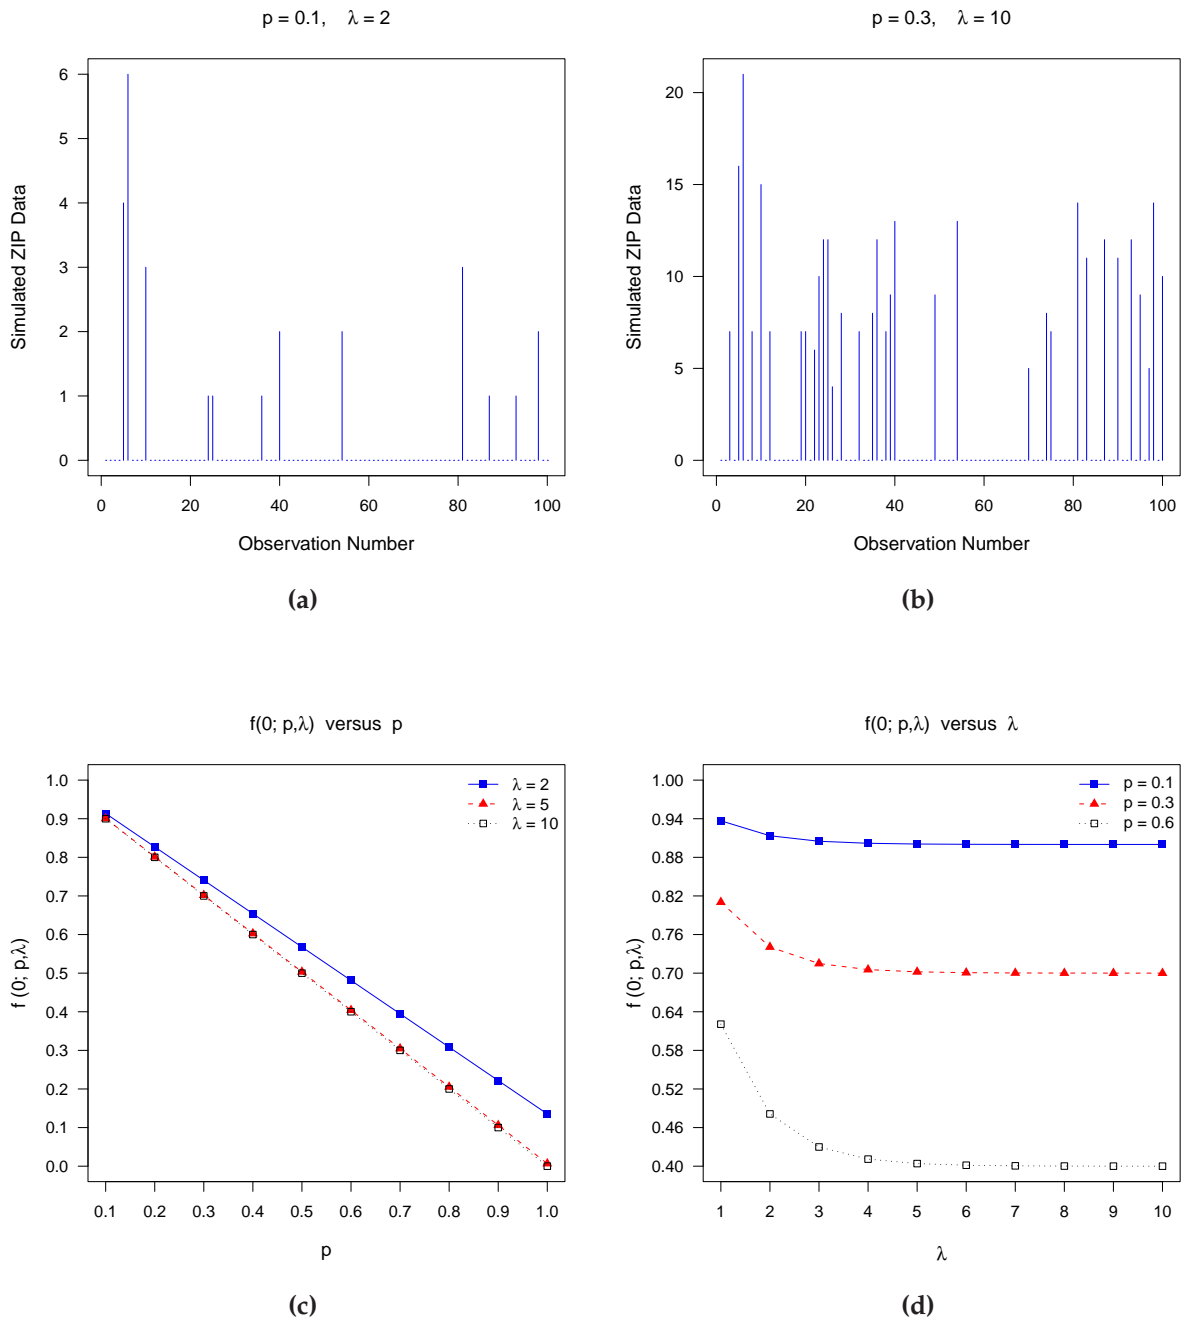 p = 0.1,    λ = 2
Simulated ZIP Data
6
5
4
3
2
1
0
0 20 40 60 80 100
Observation Number
(a)
p = 0.3,    λ = 10
Simulated ZIP Data
20
15
10
5
0
0 20 40 60 80 100
Observation Number
(b)
f(0; p,λ)  versus  p
f (0; p,λ)
1.0
0.9
0.8
0.7
0.6
0.5
0.4
0.3
0.2
0.1
0.0
λ = 2
λ = 5
λ = 10
0.1 0.2 0.3 0.4 0.5 0.6 0.7 0.8 0.9 1.0
p
(c)
f(0; p,λ)  versus  λ
f (0; p,λ)
1.00
0.94
0.88
0.82
0.76
0.70
0.64
0.58
0.52
0.46
0.40
p = 0.1
p = 0.3
p = 0.6
1 2 3 4 5 6 7 8 9 10
λ
(d)